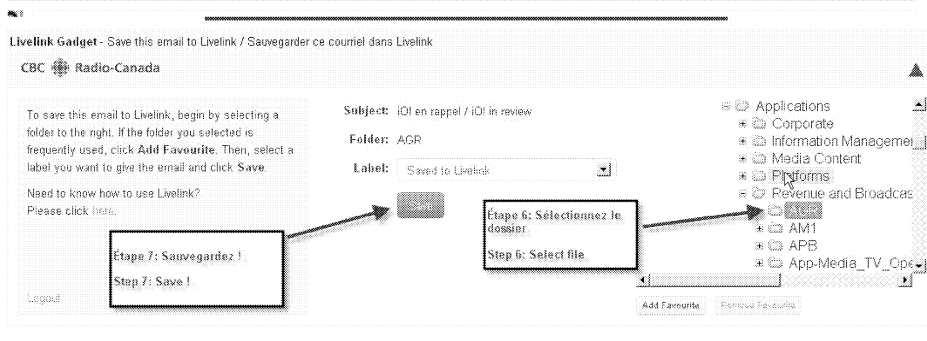 Livelink Gadget - Save this email to Livelink / Sauvegarder ce courriel dans Livelink
CBC Radio-Canada
To save this email to Livelink, begin by selecting a
folder to the right. If the folder you selected is
frequently used, click Add Favourite. Then, select a
label you want to give the email and click Save.
Need to know how to use Livelink?
Please click here.
Logout
Subject: iO! en rappel / iO! in review
Folder: AGR
Label: Saved to Livelink
Save
Étape 7: Sauvegardez !
Step 7: Save !
Étape 6: Sélectionnez le
dossier
Step 6: Select file
Applications
Corporate
Information Managemer
Media Content
Platforms
Revenue and Broadcas
AGR
AM1
APB
App-Media_TV_Ope
Add Favourite
Remove Favourite